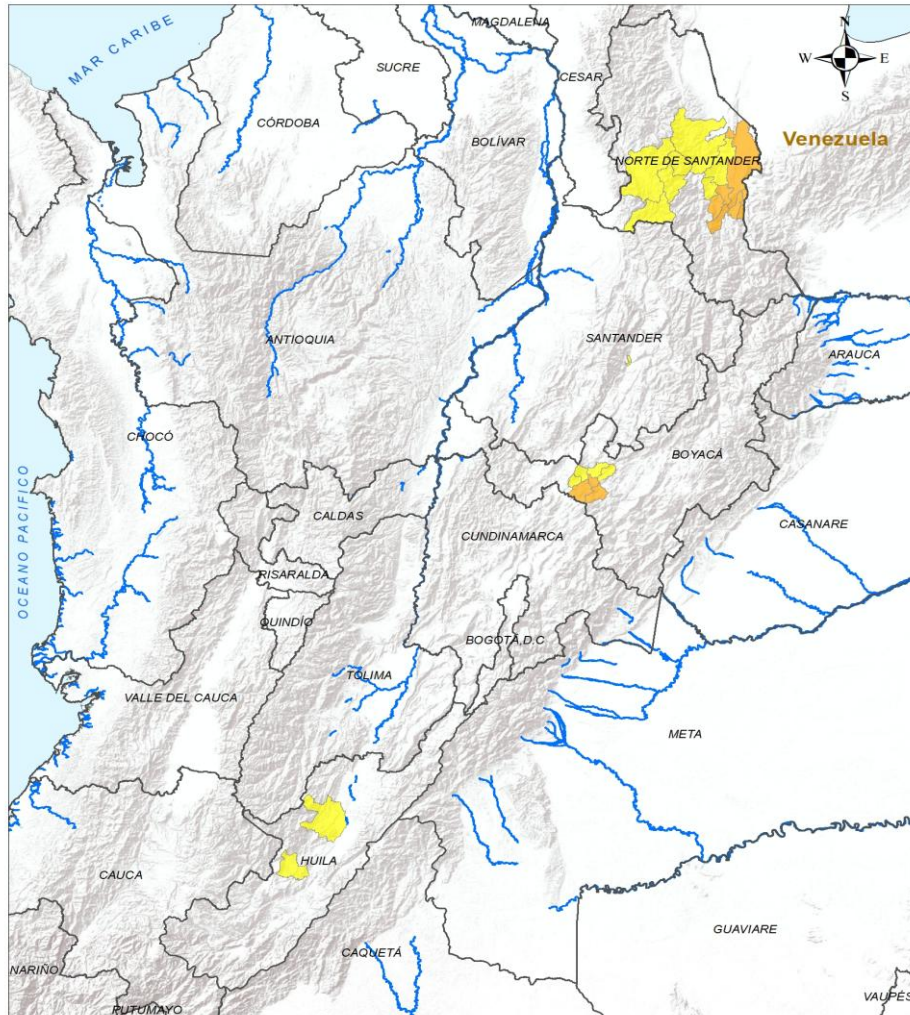 MAGDALENA
N
MAR CARIBE
W
E
SUCRE
CESAR
S
CÓRDOBA
BOLÍVAR
Venezuela
NORTE DE SANTANDER
ANTIOQUIA
SANTANDER
ARAUCA
CHOCÓ
BOYACÁ
CALDAS
CASANARE
OCEANO PACIFICO
CUNDINAMARCA
RISARALDA
QUINDÍO
BOGOTÁ,D.C
TOLIMA
VALLE DEL CAUCA
META
HUILA
CAUCA
GUAVIARE
CAQUETÁ
NARIÑO
VAUPÉS
PUTUMAYO